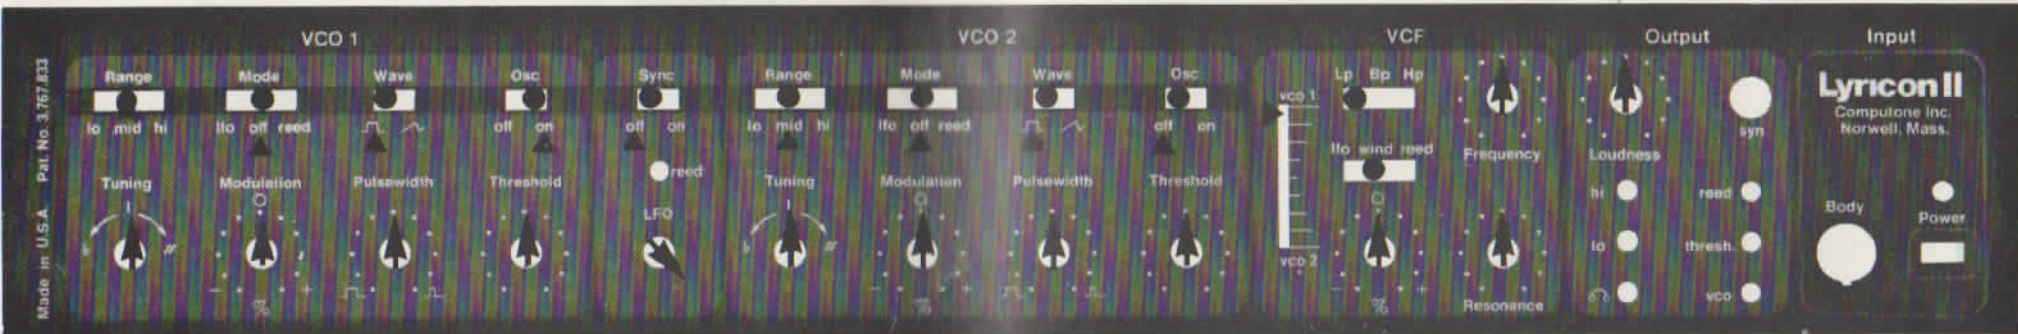 Made in U.S.A. Pat. No. 3.767.833
VCO 1
Range
lo mid hi
Mode
lfo off reed
Wave
Osc
off on
Tuning
Modulation
- % +
Pulsewidth
Threshold
Sync
off on
reed
LFO
VCO 2
Range
lo mid hi
Mode
lfo off reed
Wave
Osc
off on
Tuning
Modulation
- % +
Pulsewidth
Threshold
VCF
vco 1
vco 2
Lp Bp Hp
lfo wind reed
- % +
Frequency
Resonance
Output
Loudness
syn
hi
reed
lo
thresh.
vco
Input
Lyricon II
Computone Inc.
Norwell, Mass.
Body
Power